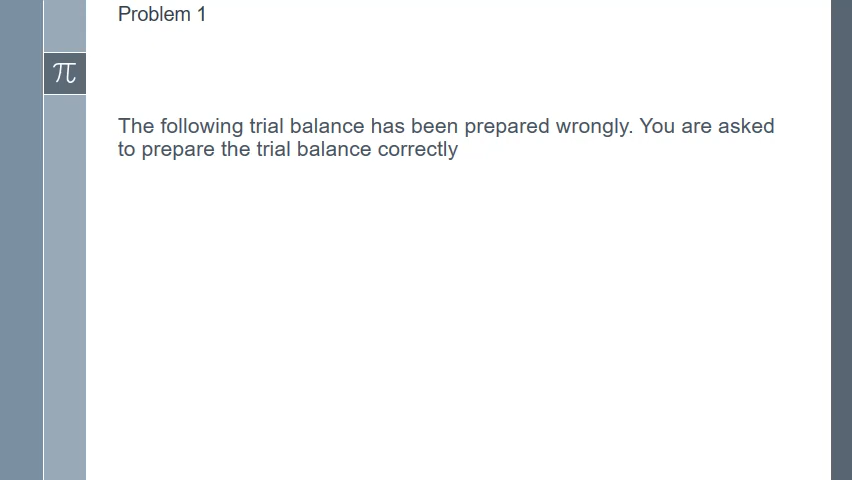 Problem 1
π
The following trial balance has been prepared wrongly. You are asked
to prepare the trial balance correctly